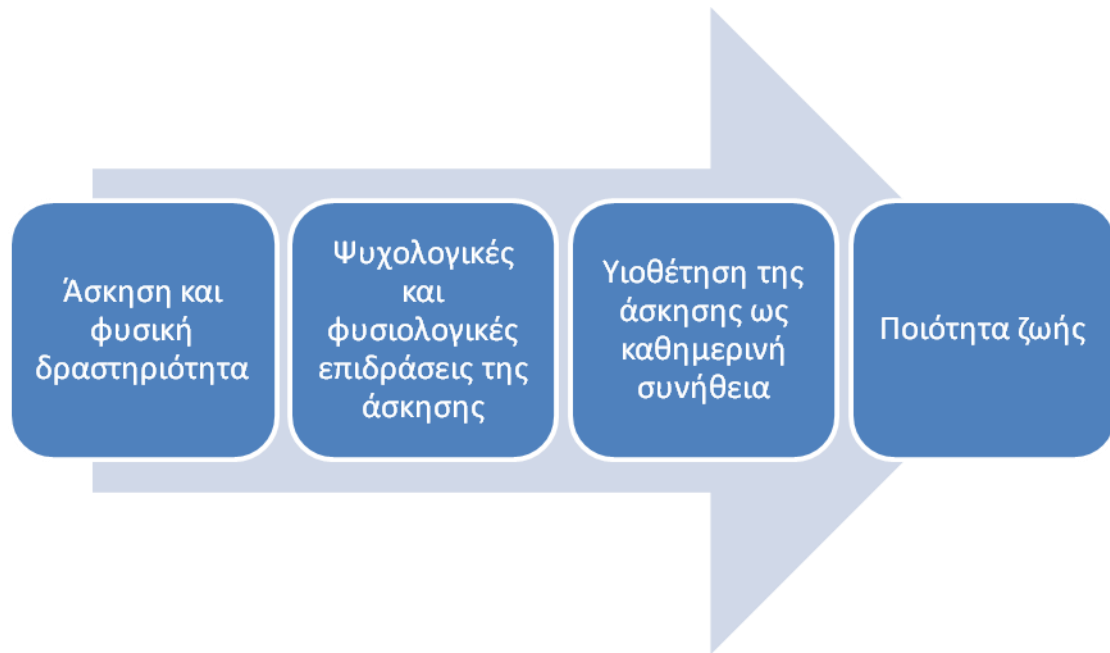 Άσκηση και
φυσική
δραστηριότητα
Ψυχολογικές
και
φυσιολογικές
επιδράσεις της
άσκησης
Υιοθέτηση της
άσκησης ως
καθημερινή
συνήθεια
Ποιότητα ζωής